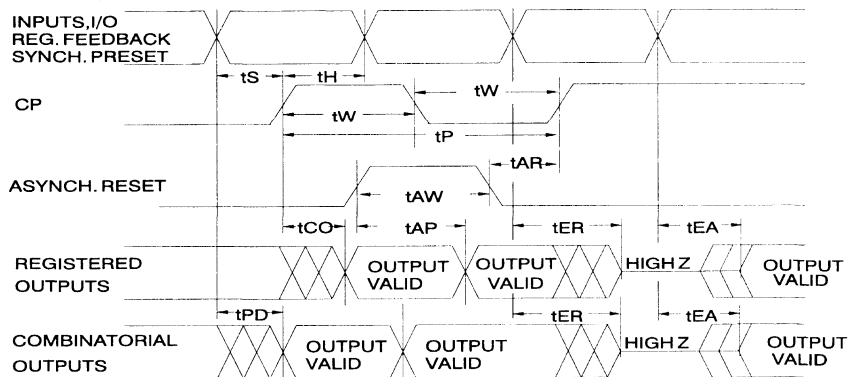 INPUTS,I/O
REG. FEEDBACK
SYNCH. PRESET
tS tH
tW
CP
tW
tP
tAR
ASYNCH. RESET
tAW
tCO tAP tER tEA
REGISTERED
OUTPUTS
OUTPUT
VALID
OUTPUT
VALID
HIGH Z
OUTPUT
VALID
tPD tER tEA
COMBINATORIAL
OUTPUTS
OUTPUT
VALID
OUTPUT
VALID
HIGH Z
OUTPUT
VALID